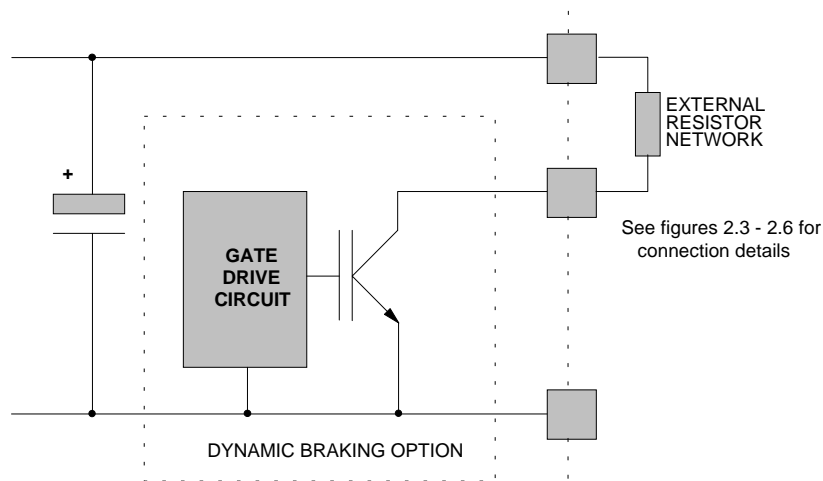 EXTERNAL
RESISTOR
NETWORK
+
See figures 2.3 - 2.6 for
connection details
GATE
DRIVE
CIRCUIT
DYNAMIC BRAKING OPTION